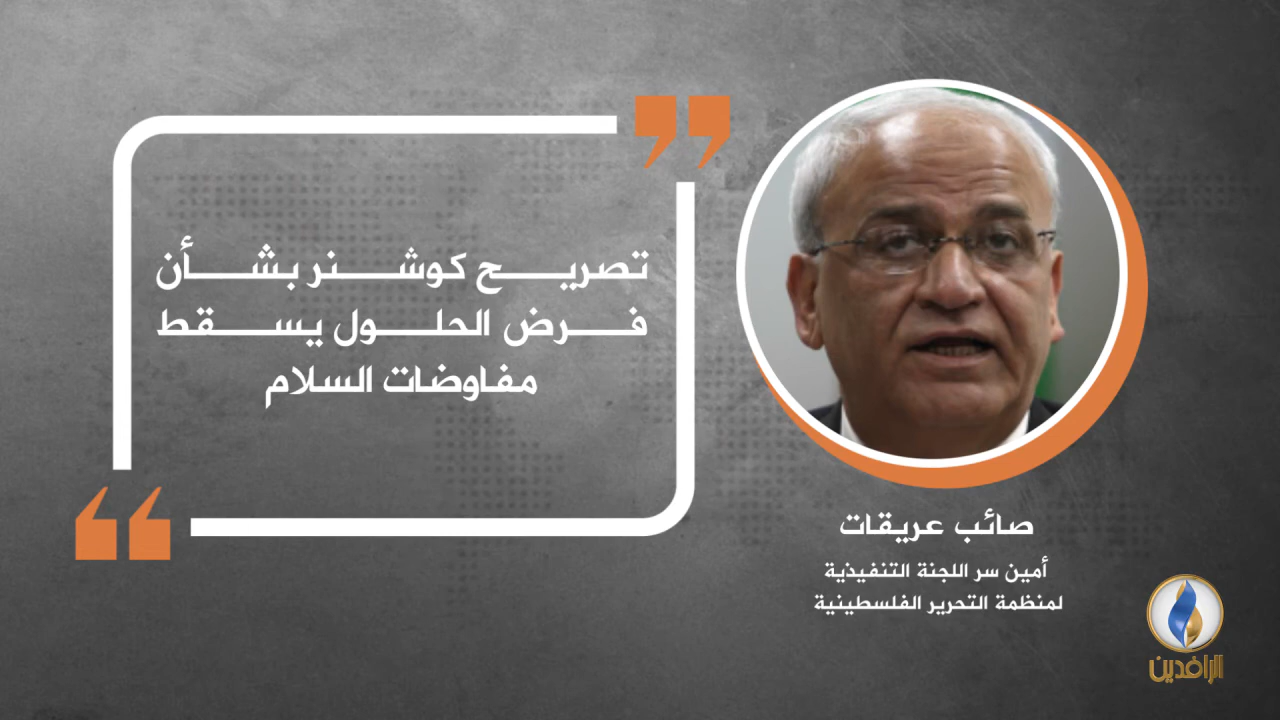 تصريح كوشنر بشأن
فرض الحلول يسقط
مفاوضات السلام
صائب عريقات
أمين سر اللجنة التنفيذية
لمنظمة التحرير الفلسطينية
الرافدين